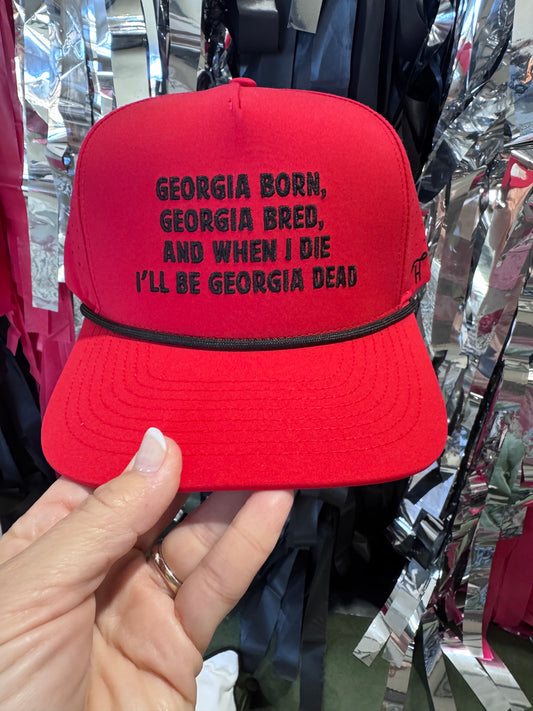 GEORGIA BORN,
GEORGIA BRED,
AND WHEN I DIE
I'LL BE GEORGIA DEAD